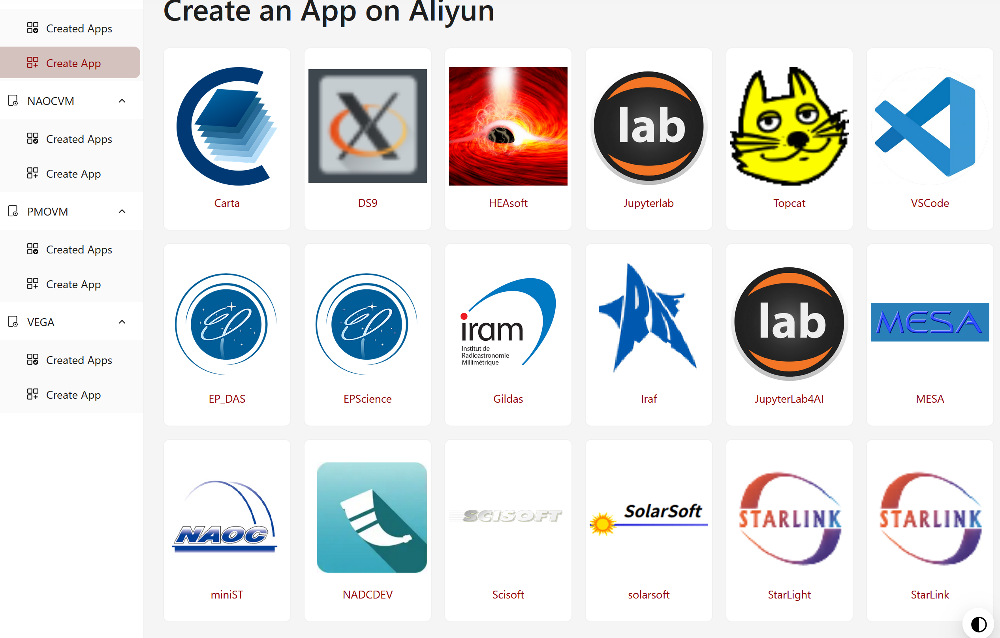 Create an App on Aliyun
Created Apps
Create App
NAOCVM
Created Apps
Create App
PMOVM
Created Apps
Create App
VEGA
Created Apps
Create App
Carta
DS9
lab
HEAsoft
Jupyterlab
Topcat
VSCode
iram
Institut de
Radioastronomie
Millimétrique
lab
MESA
EP_DAS
EPScience
Gildas
Iraf
JupyterLab4AI
MESA
NAOC
SCISOFT
SolarSoft
STARLINK
STARLINK
miniST
NADCDEV
Scisoft
solarsoft
StarLight
StarLink